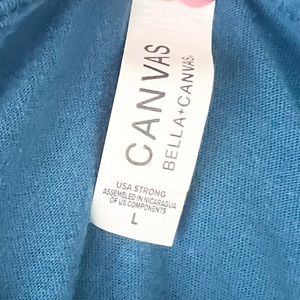 CANVAS
BELLA+CANVAS®
USA STRONG
ASSEMBLED IN NICARAGUA
OF US COMPONENTS
L